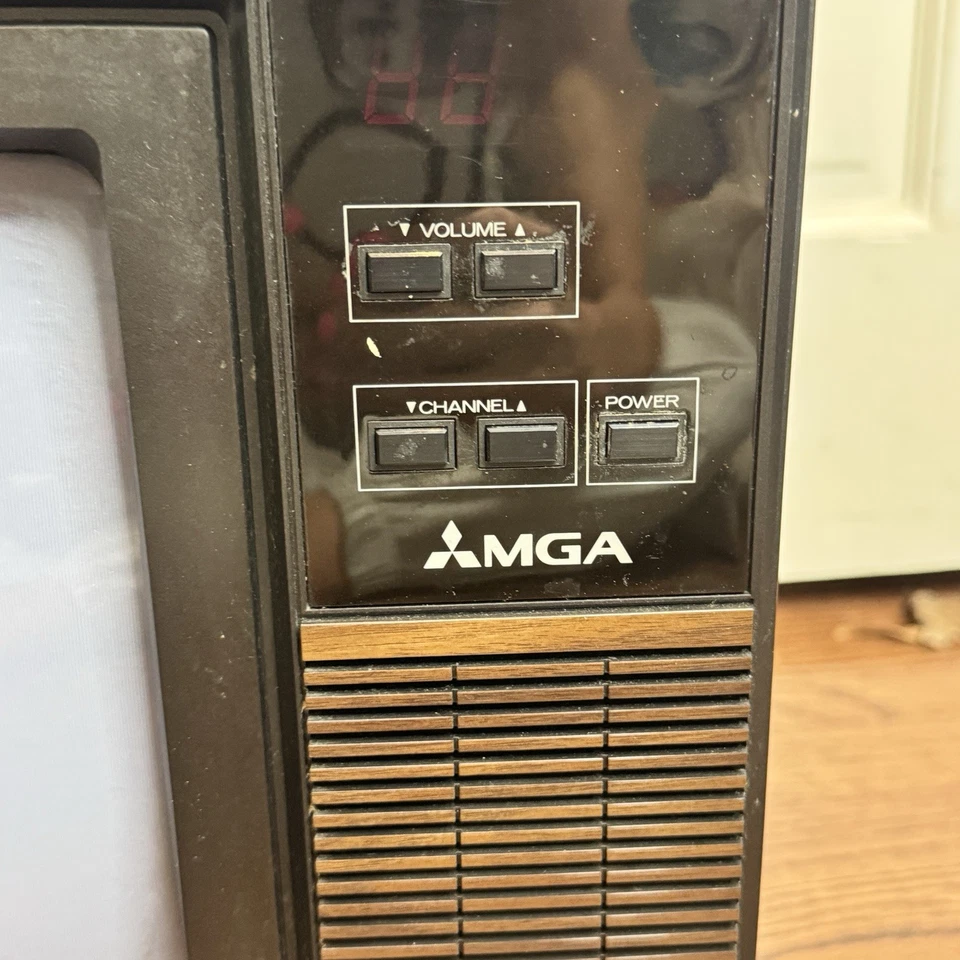 ▼ VOLUME ▲
▼CHANNEL▲
POWER
MGA